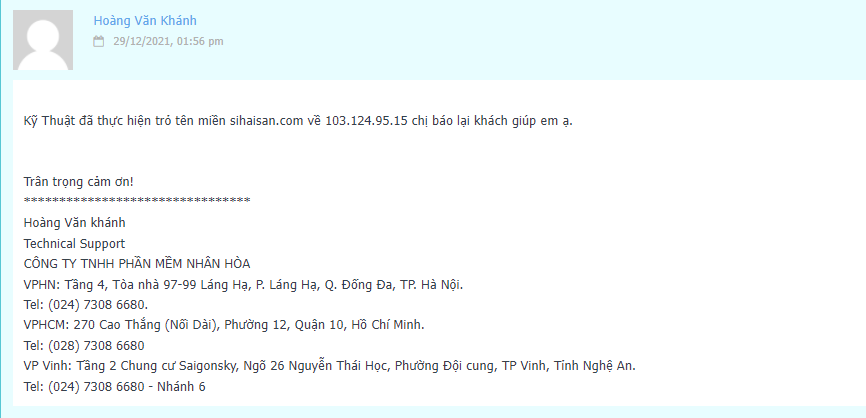 Hoàng Văn Khánh
29/12/2021, 01:56 pm
Kỹ Thuật đã thực hiện trỏ tên miền sihaisan.com về 103.124.95.15 chị báo lại khách giúp em ạ.
Trân trọng cảm ơn!
********************************
Hoàng Văn khánh
Technical Support
CÔNG TY TNHH PHẦN MỀM NHÂN HÒA
VPHN: Tầng 4, Tòa nhà 97-99 Láng Hạ, P. Láng Hạ, Q. Đống Đa, TP. Hà Nội.
Tel: (024) 7308 6680.
VPHCM: 270 Cao Thắng (Nối Dài), Phường 12, Quận 10, Hồ Chí Minh.
Tel: (028) 7308 6680
VP Vinh: Tầng 2 Chung cư Saigonsky, Ngõ 26 Nguyễn Thái Học, Phường Đội cung, TP Vinh, Tỉnh Nghệ An.
Tel: (024) 7308 6680 - Nhánh 6